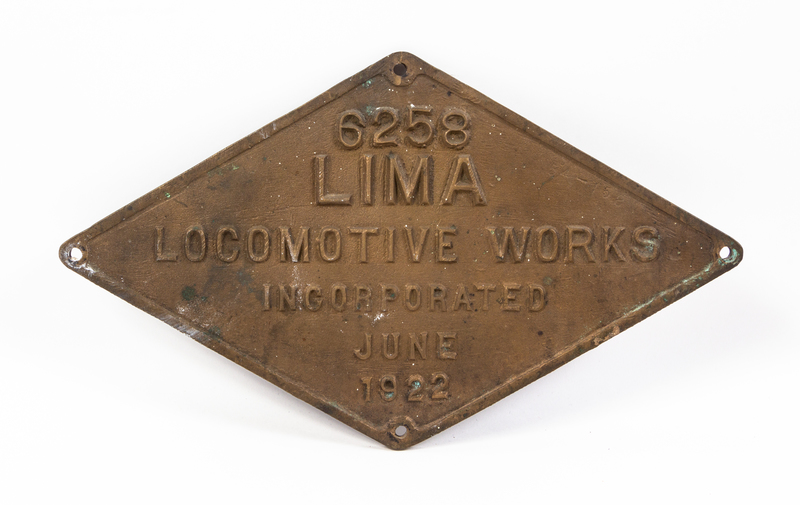 6258
LIMA
LOCOMOTIVE WORKS
INCORPORATED
JUNE
1922